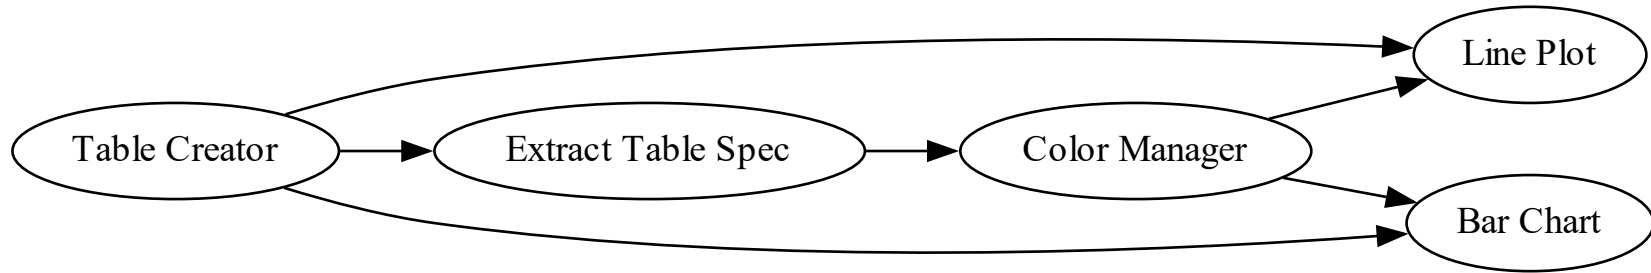 Line Plot
Table Creator
Extract Table Spec
Color Manager
Bar Chart